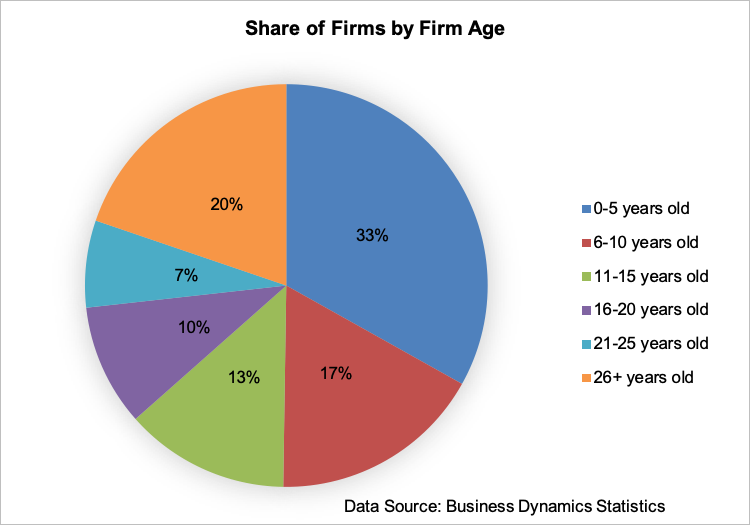 Share of Firms by Firm Age
33%
17%
13%
10%
7%
20%
0-5 years old
6-10 years old
11-15 years old
16-20 years old
21-25 years old
26+ years old
Data Source: Business Dynamics Statistics